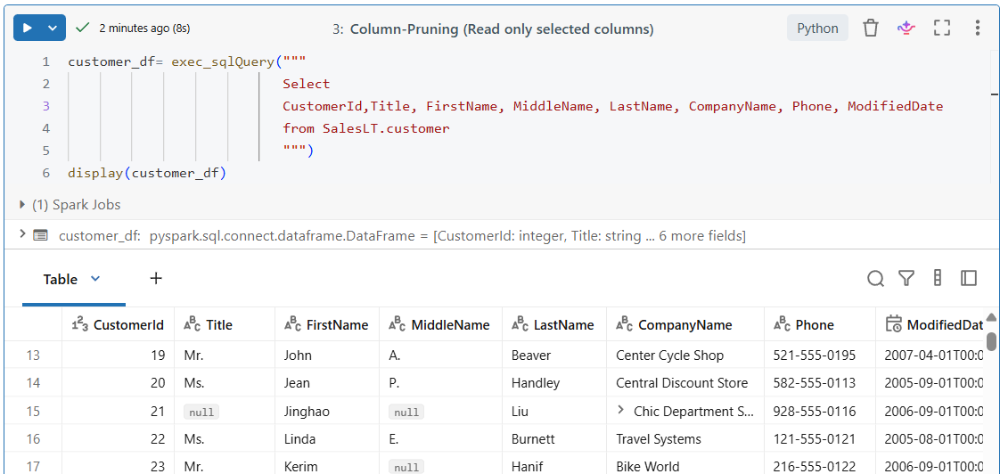 2 minutes ago (8s)
3: Column-Pruning (Read only selected columns)
Python
1 customer_df= exec_sqlQuery("""
2 Select
3 CustomerId,Title, FirstName, MiddleName, LastName, CompanyName, Phone, ModifiedDate
4 from SalesLT.customer
5 """)
6 display(customer_df)
(1) Spark Jobs
customer_df: pyspark.sql.connect.dataframe.DataFrame = [CustomerId: integer, Title: string ... 6 more fields]
Table +
123 CustomerId ABC Title ABC FirstName ABC MiddleName ABC LastName ABC CompanyName ABC Phone ModifiedDat
13 19 Mr. John A. Beaver Center Cycle Shop 521-555-0195 2007-04-01T00:0
14 20 Ms. Jean P. Handley Central Discount Store 582-555-0113 2005-09-01T00:0
15 21 null Jinghao null Liu Chic Department S... 928-555-0116 2006-09-01T00:0
16 22 Ms. Linda E. Burnett Travel Systems 121-555-0121 2005-08-01T00:0
17 23 Mr. Kerim null Hanif Bike World 216-555-0122 2006-09-01T00:0